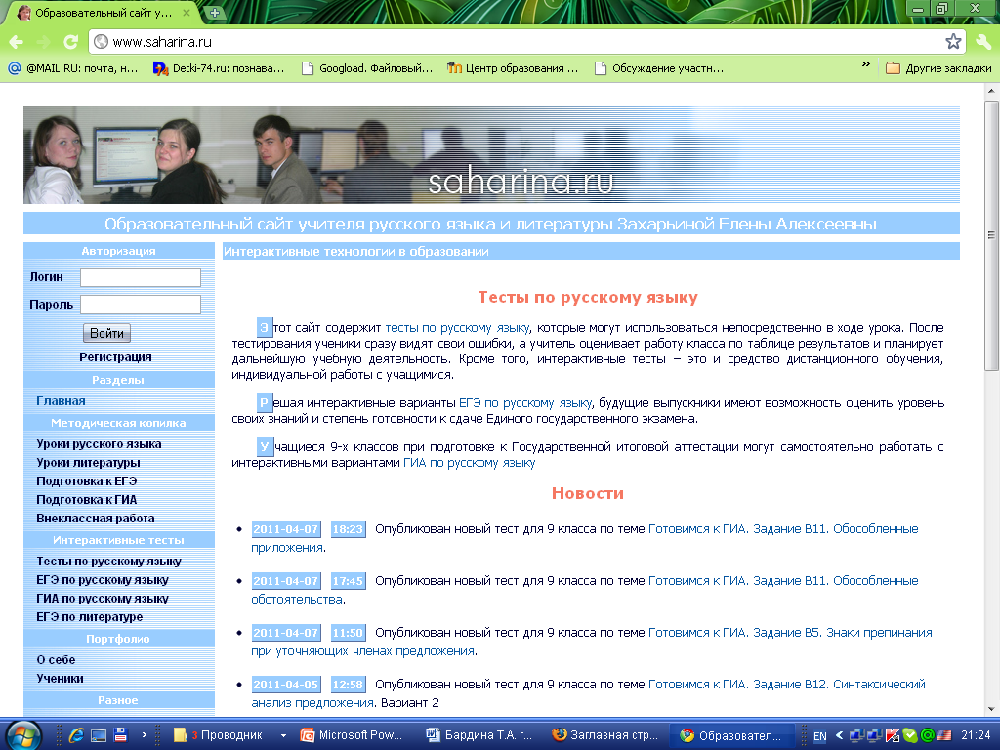 Образовательный сайт у...
www.saharina.ru
@MAIL.RU: почта, н...
Detki-74.ru: познава...
Googload. Файловый...
Центр образования ...
Обсуждение участн...
»
Другие закладки
saharina.ru
Образовательный сайт учителя русского языка и литературы Захарьиной Елены Алексеевны
Авторизация
Логин
Пароль
Войти
Регистрация
Разделы
Главная
Методическая копилка
Уроки русского языка
Уроки литературы
Подготовка к ЕГЭ
Подготовка к ГИА
Внеклассная работа
Интерактивные тесты
Тесты по русскому языку
ЕГЭ по русскому языку
ГИА по русскому языку
ЕГЭ по литературе
Портфолио
О себе
Ученики
Разное
Интерактивные технологии в образовании
Тесты по русскому языку
Этот сайт содержит тесты по русскому языку, которые могут использоваться непосредственно в ходе урока. После
тестирования ученики сразу видят свои ошибки, а учитель оценивает работу класса по таблице результатов и планирует
дальнейшую учебную деятельность. Кроме того, интерактивные тесты – это и средство дистанционного обучения,
индивидуальной работы с учащимися.
Решая интерактивные варианты ЕГЭ по русскому языку, будущие выпускники имеют возможность оценить уровень
своих знаний и степень готовности к сдаче Единого государственного экзамена.
Учащиеся 9-х классов при подготовке к Государственной итоговой аттестации могут самостоятельно работать с
интерактивными вариантами ГИА по русскому языку
Новости
• 2011-04-07 18:23 Опубликован новый тест для 9 класса по теме Готовимся к ГИА. Задание В11. Обособленные
приложения.
• 2011-04-07 17:45 Опубликован новый тест для 9 класса по теме Готовимся к ГИА. Задание В11. Обособленные
обстоятельства.
• 2011-04-07 11:50 Опубликован новый тест для 9 класса по теме Готовимся к ГИА. Задание В5. Знаки препинания
при уточняющих членах предложения.
• 2011-04-05 12:58 Опубликован новый тест для 9 класса по теме Готовимся к ГИА. Задание В12. Синтаксический
анализ предложения. Вариант 2
3 Проводник
Microsoft Pow...
Бардина Т.А. г...
Заглавная стр...
Образовател...
EN
21:24